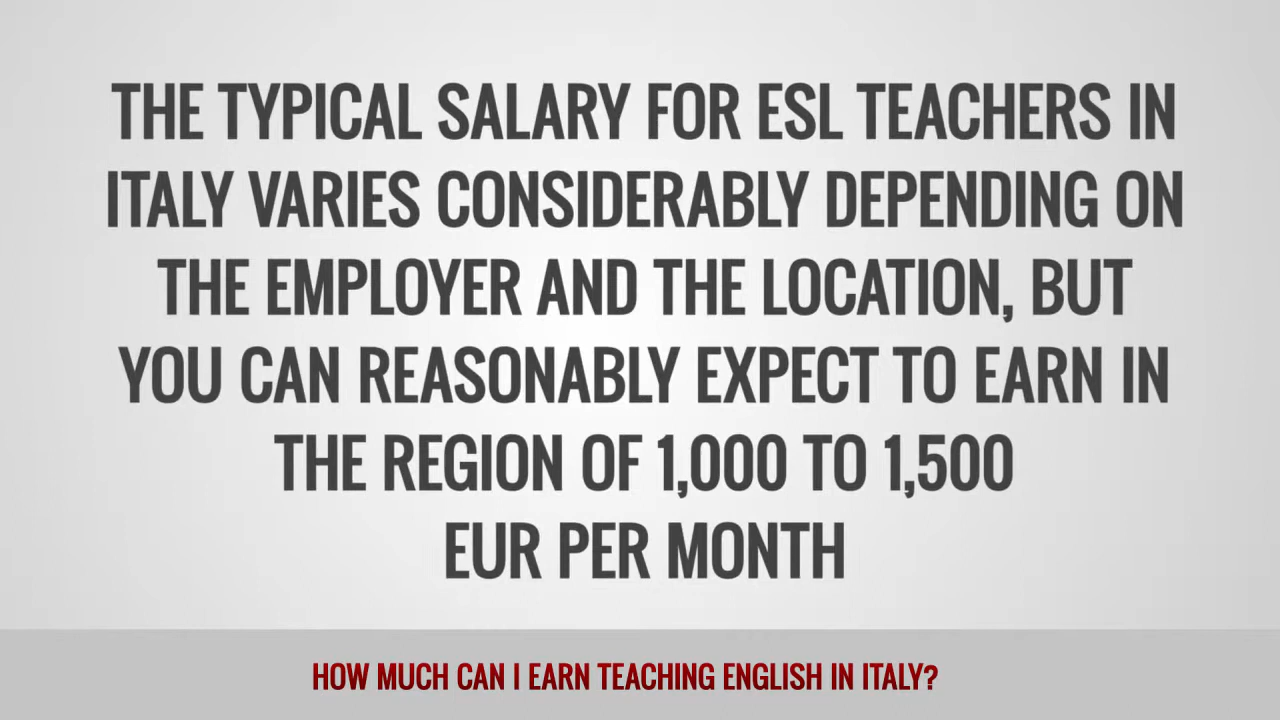 THE TYPICAL SALARY FOR ESL TEACHERS IN
ITALY VARIES CONSIDERABLY DEPENDING ON
THE EMPLOYER AND THE LOCATION, BUT
YOU CAN REASONABLY EXPECT TO EARN IN
THE REGION OF 1,000 TO 1,500
EUR PER MONTH
HOW MUCH CAN I EARN TEACHING ENGLISH IN ITALY?